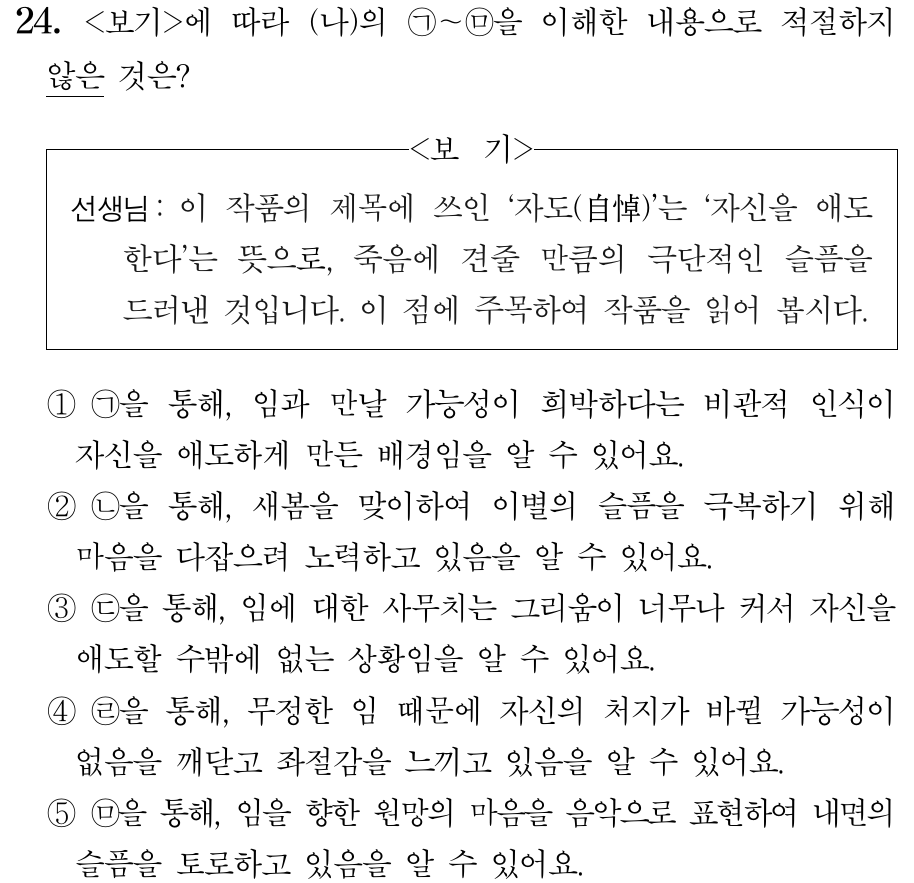 24. <보기>에 따라 (나)의 ㉠~㉤을 이해한 내용으로 적절하지
않은 것은?
<보 기>
선생님 : 이 작품의 제목에 쓰인 ‘자도(自悼)’는 ‘자신을 애도
한다’는 뜻으로, 죽음에 견줄 만큼의 극단적인 슬픔을
드러낸 것입니다. 이 점에 주목하여 작품을 읽어 봅시다.
① ㉠을 통해, 임과 만날 가능성이 희박하다는 비관적 인식이
자신을 애도하게 만든 배경임을 알 수 있어요.
② ㉡을 통해, 새봄을 맞이하여 이별의 슬픔을 극복하기 위해
마음을 다잡으려 노력하고 있음을 알 수 있어요.
③ ㉢을 통해, 임에 대한 사무치는 그리움이 너무나 커서 자신을
애도할 수밖에 없는 상황임을 알 수 있어요.
④ ㉣을 통해, 무정한 임 때문에 자신의 처지가 바뀔 가능성이
없음을 깨닫고 좌절감을 느끼고 있음을 알 수 있어요.
⑤ ㉤을 통해, 임을 향한 원망의 마음을 음악으로 표현하여 내면의
슬픔을 토로하고 있음을 알 수 있어요.